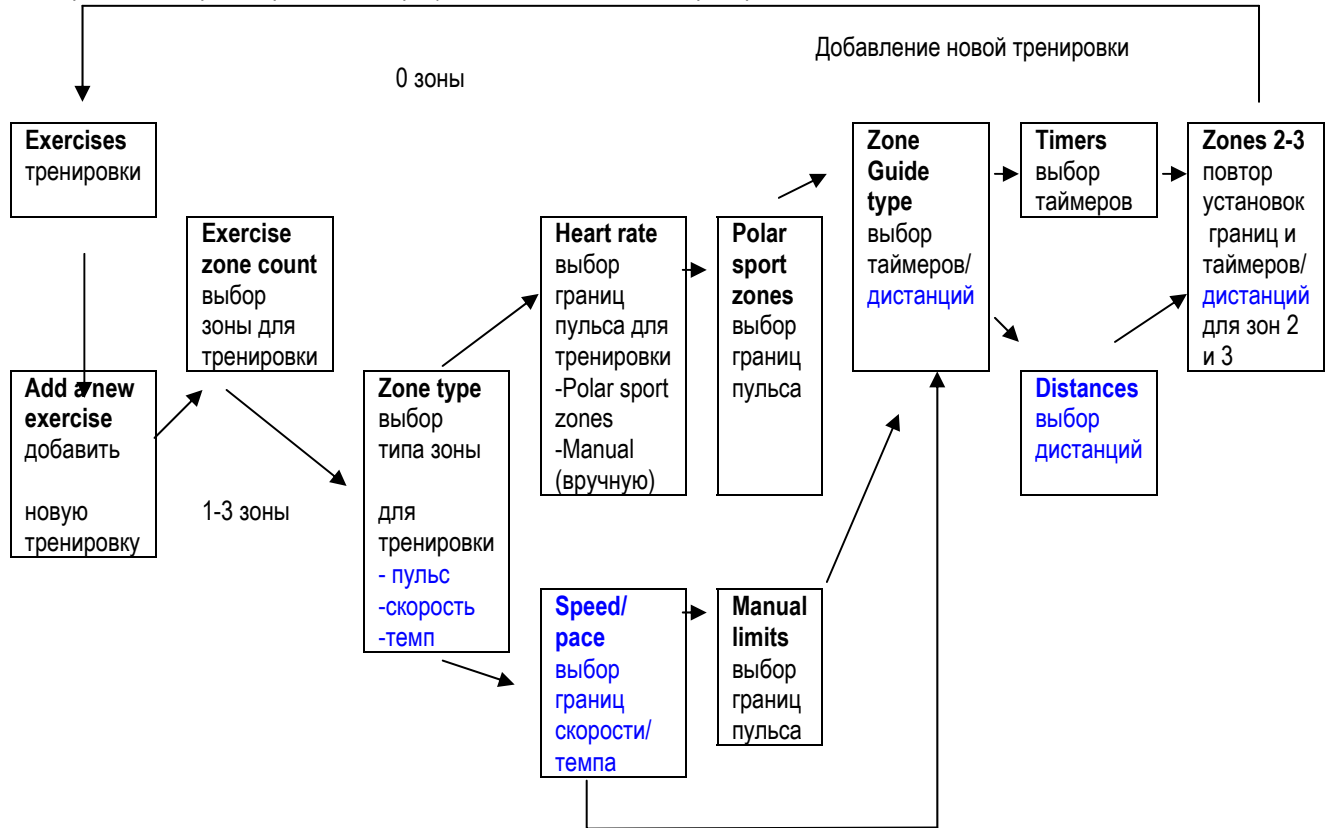 Добавление новой тренировки
0 зоны
Exercises
тренировки
Add a new
exercise
добавить
новую
тренировку
Exercise
zone count
выбор
зоны для
тренировки
1-3 зоны
Zone type
выбор
типа зоны
для
тренировки
- пульс
-скорость
-темп
Heart rate
выбор
границ
пульса для
тренировки
-Polar sport
zones
-Manual
(вручную)
Polar
sport
zones
выбор
границ
пульса
Speed/
pace
выбор
границ
скорости/
темпа
Manual
limits
выбор
границ
пульса
Zone
Guide
type
выбор
таймеров/
дистанций
Timers
выбор
таймеров
Distances
выбор
дистанций
Zones 2-3
повтор
установок
границ и
таймеров/
дистанций
для зон 2
и 3